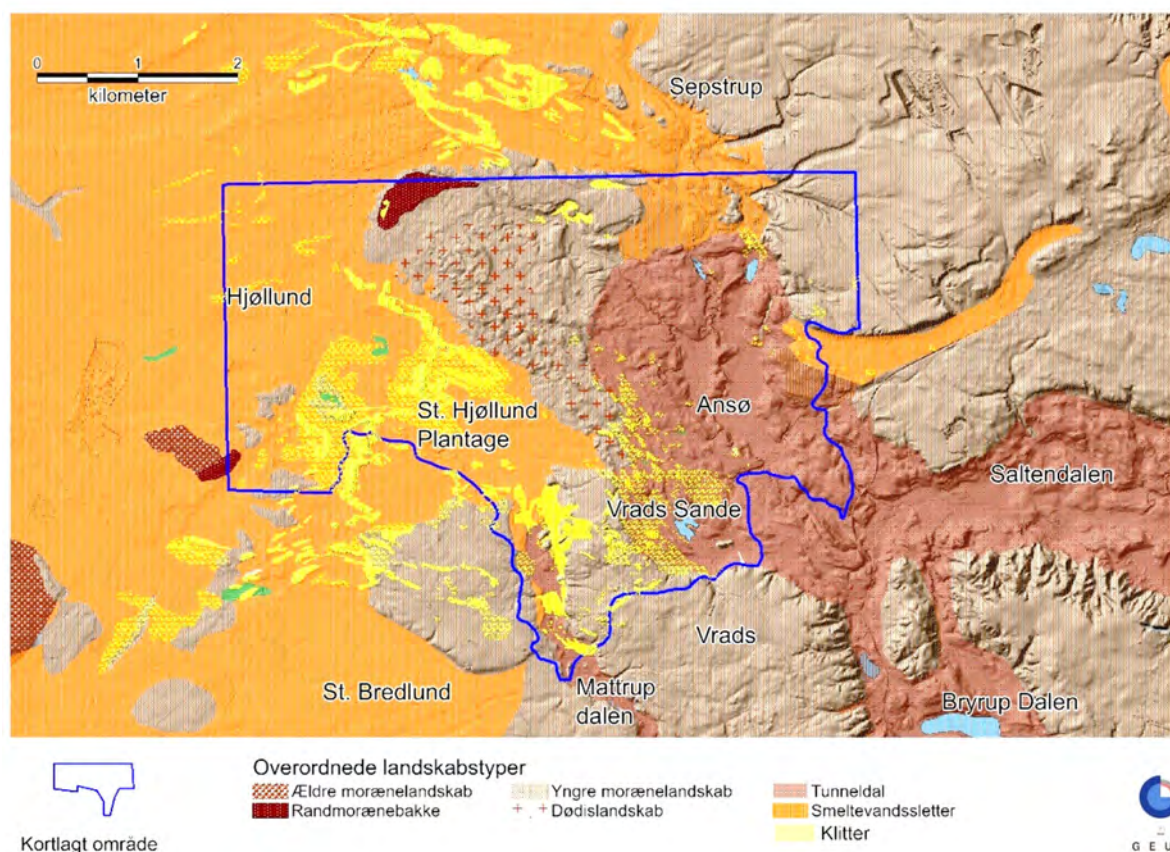 0 1 2
kilometer
Sepstrup
Hjøllund
St. Hjøllund
Plantage
Ansø
Saltendalen
Vrads Sande
Vrads
St. Bredlund
Mattrup
dalen
Bryrup Dalen
Overordnede landskabstyper
Ældre morænelandskab
Yngre morænelandskab
Tunneldal
Randmorænebakke
Dødislandskab
Smeltevandssletter
Klitter
Kortlagt område
G E U